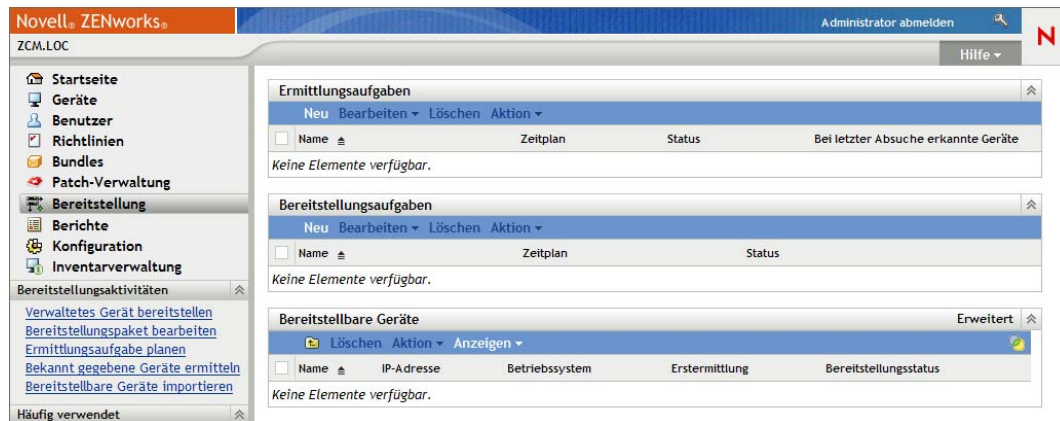 Novell® ZENworks®
Administrator abmelden
N
ZCM.LOC
Hilfe
Startseite
Geräte
Benutzer
Richtlinien
Bundles
Patch-Verwaltung
Bereitstellung
Berichte
Konfiguration
Inventarverwaltung
Bereitstellungsaktivitäten
Verwaltetes Gerät bereitstellen
Bereitstellungspaket bearbeiten
Ermittlungsaufgabe planen
Bekannt gegebene Geräte ermitteln
Bereitstellbare Geräte importieren
Häufig verwendet
Ermittlungsaufgaben
Neu Bearbeiten Löschen Aktion
Name Zeitplan Status Bei letzter Absuche erkannte Geräte
Keine Elemente verfügbar.
Bereitstellungsaufgaben
Neu Bearbeiten Löschen Aktion
Name Zeitplan Status
Keine Elemente verfügbar.
Bereitstellbare Geräte Erweitert
Löschen Aktion Anzeigen
Name IP-Adresse Betriebssystem Erstermittlung Bereitstellungsstatus
Keine Elemente verfügbar.